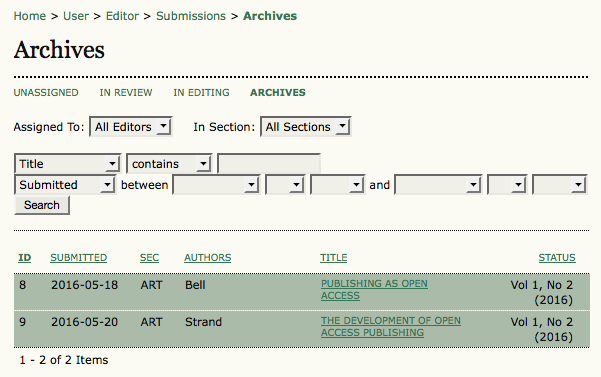 Home > User > Editor > Submissions > Archives
Archives
UNASSIGNED IN REVIEW IN EDITING ARCHIVES
Assigned To: All Editors In Section: All Sections
Title contains
Submitted between and
Search
ID SUBMITTED SEC AUTHORS TITLE STATUS
8 2016-05-18 ART Bell PUBLISHING AS OPEN Vol 1, No 2
ACCESS (2016)
9 2016-05-20 ART Strand THE DEVELOPMENT OF OPEN Vol 1, No 2
ACCESS PUBLISHING (2016)
1 - 2 of 2 Items